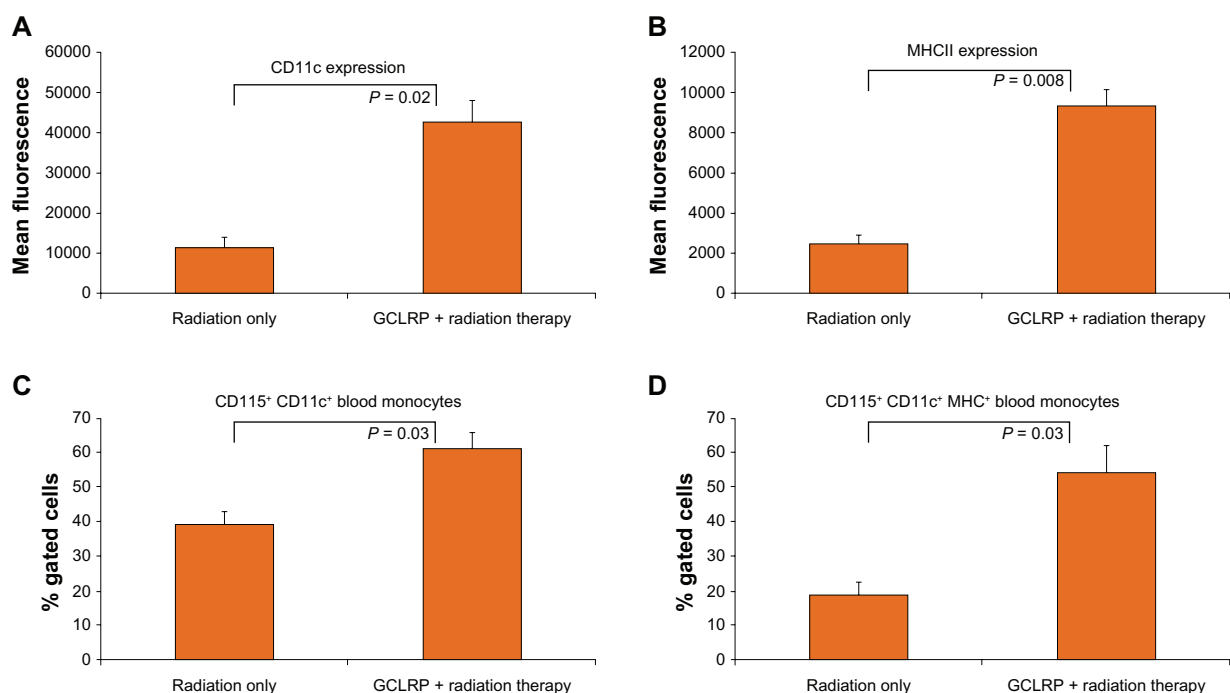 A
CD11c expression
P = 0.02
Mean fluorescence
60000
50000
40000
30000
20000
10000
0
Radiation only
GCLRP + radiation therapy
B
MHCII expression
P = 0.008
Mean fluorescence
12000
10000
8000
6000
4000
2000
0
Radiation only
GCLRP + radiation therapy
C
CD115⁺ CD11c⁺ blood monocytes
P = 0.03
% gated cells
70
60
50
40
30
20
10
0
Radiation only
GCLRP + radiation therapy
D
CD115⁺ CD11c⁺ MHC⁺ blood monocytes
P = 0.03
% gated cells
70
60
50
40
30
20
10
0
Radiation only
GCLRP + radiation therapy